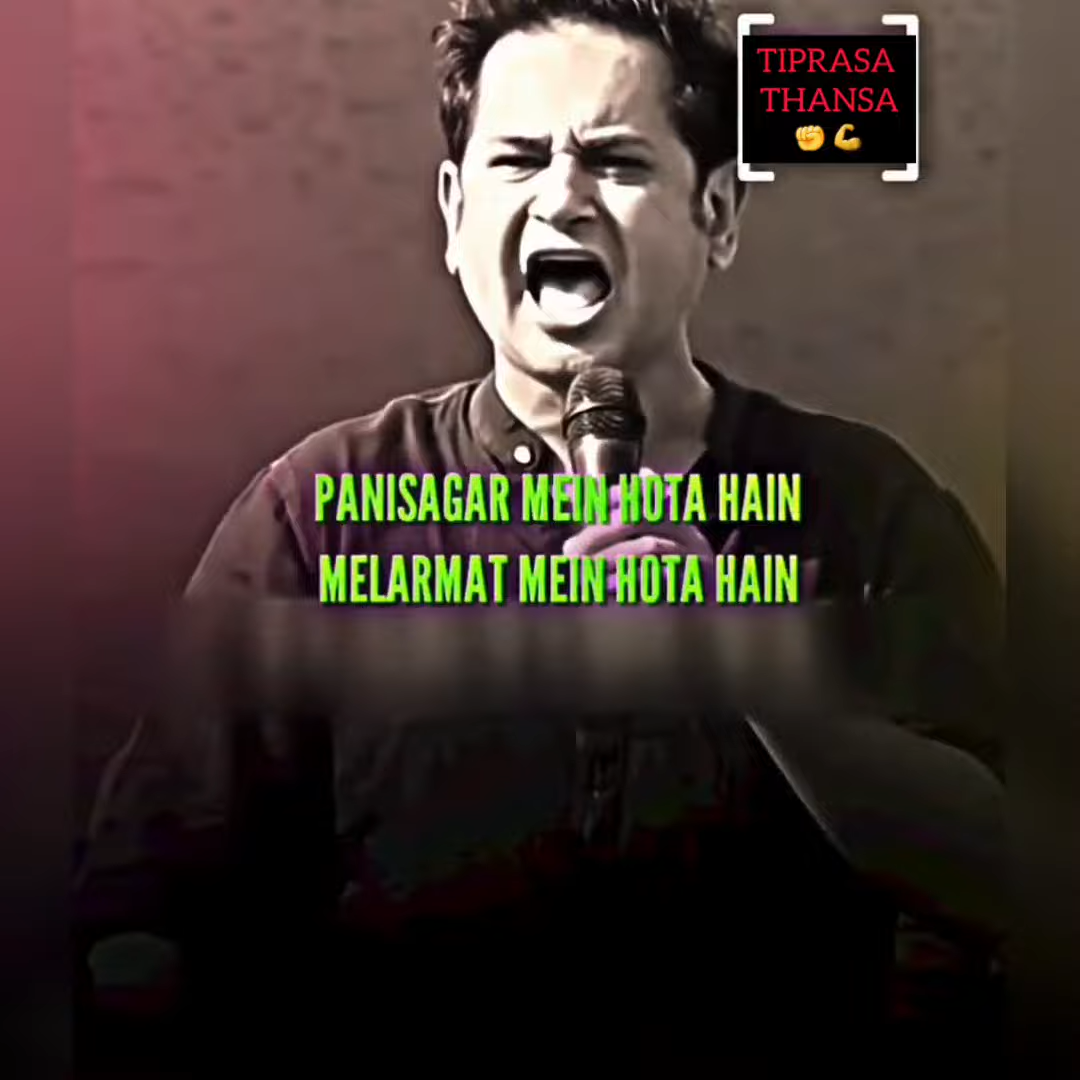 TIPRASA
THANSA
✊💪
PANISAGAR MEIN HOTA HAIN
MELARMAT MEIN HOTA HAIN